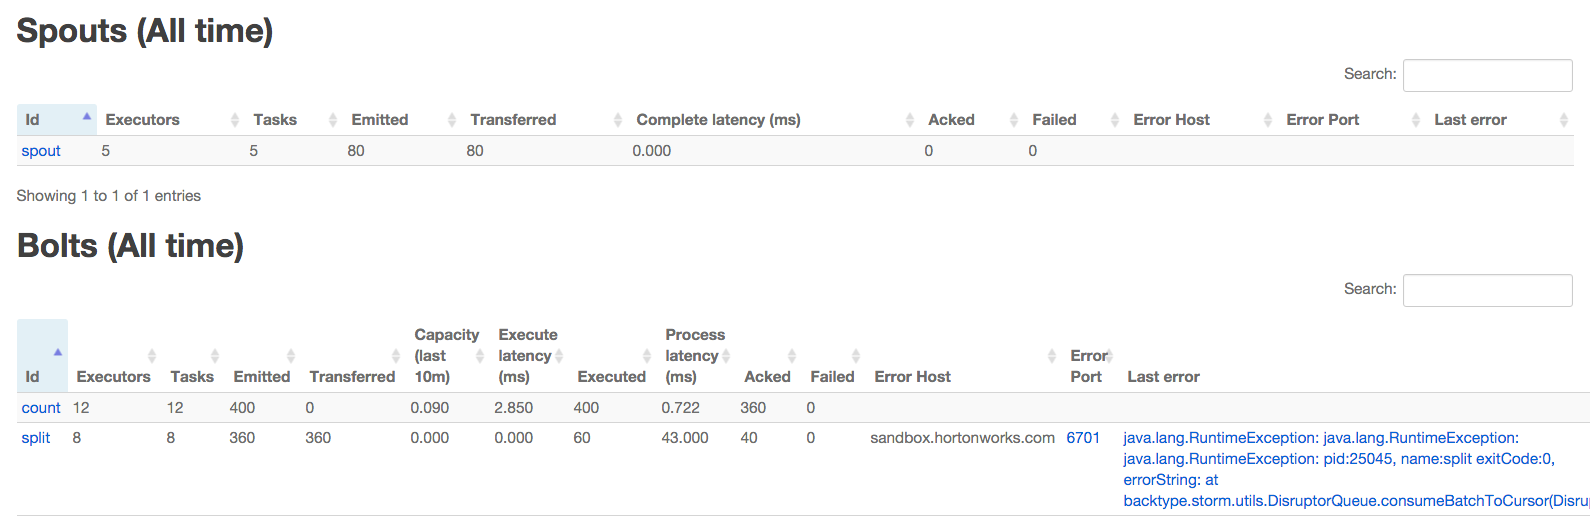 Spouts (All time)
Search:
Id Executors Tasks Emitted Transferred Complete latency (ms) Acked Failed Error Host Error Port Last error
spout 5 5 80 80 0.000 0 0
Showing 1 to 1 of 1 entries
Bolts (All time)
Search:
Id Executors Tasks Emitted Transferred Capacity (last 10m) Execute latency (ms) Executed Process latency (ms) Acked Failed Error Host Error Port Last error
count 12 12 400 0 0.090 2.850 400 0.722 360 0
split 8 8 360 360 0.000 0.000 60 43.000 40 0 sandbox.hortonworks.com 6701 java.lang.RuntimeException: java.lang.RuntimeException:
java.lang.RuntimeException: pid:25045, name:split exitCode:0,
errorString: at
backtype.storm.utils.DisruptorQueue.consumeBatchToCursor(Disru